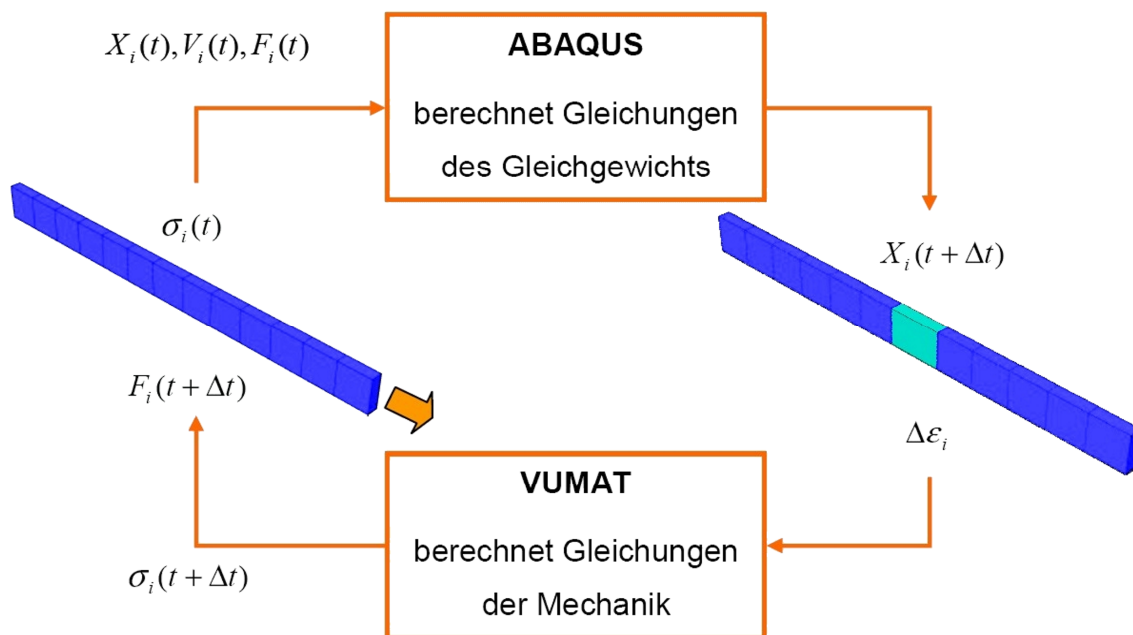 X_i(t), V_i(t), F_i(t)
ABAQUS
berechnet Gleichungen
des Gleichgewichts
σ_i(t)
X_i(t + Δt)
F_i(t + Δt)
Δε_i
VUMAT
berechnet Gleichungen
der Mechanik
σ_i(t + Δt)